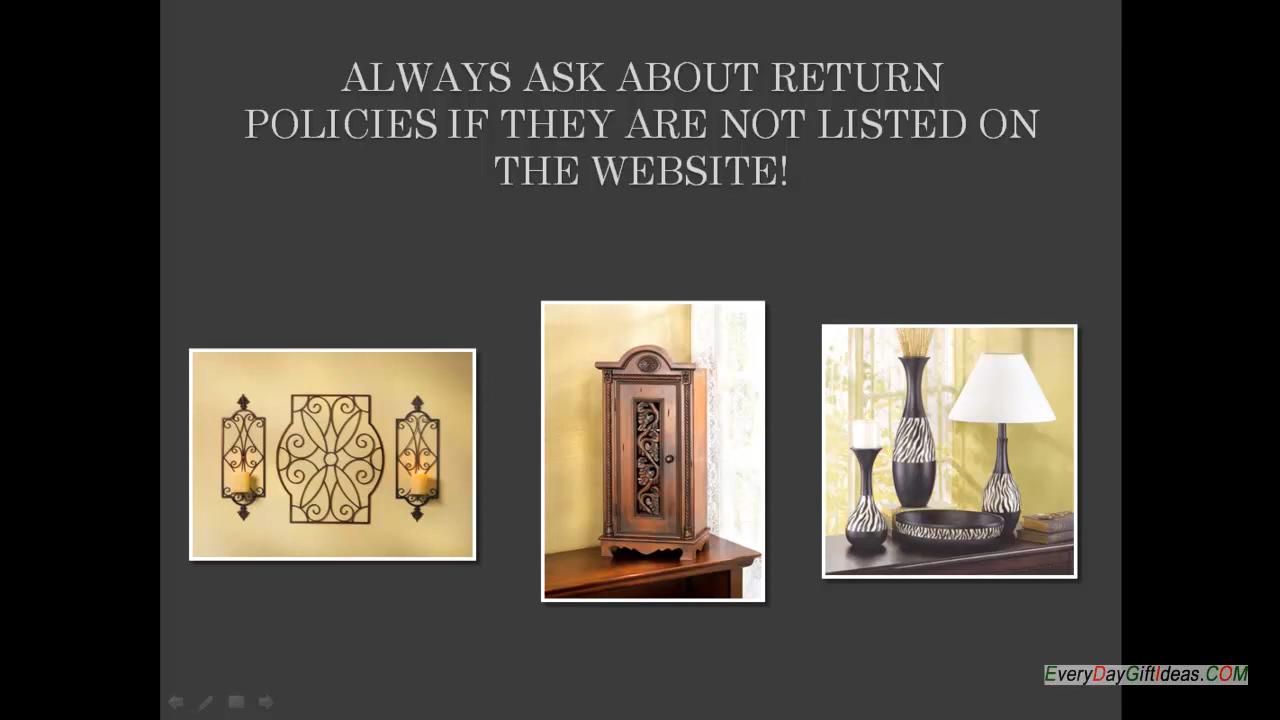 ALWAYS ASK ABOUT RETURN
POLICIES IF THEY ARE NOT LISTED ON
THE WEBSITE!
EveryDayGiftIdeas.COM